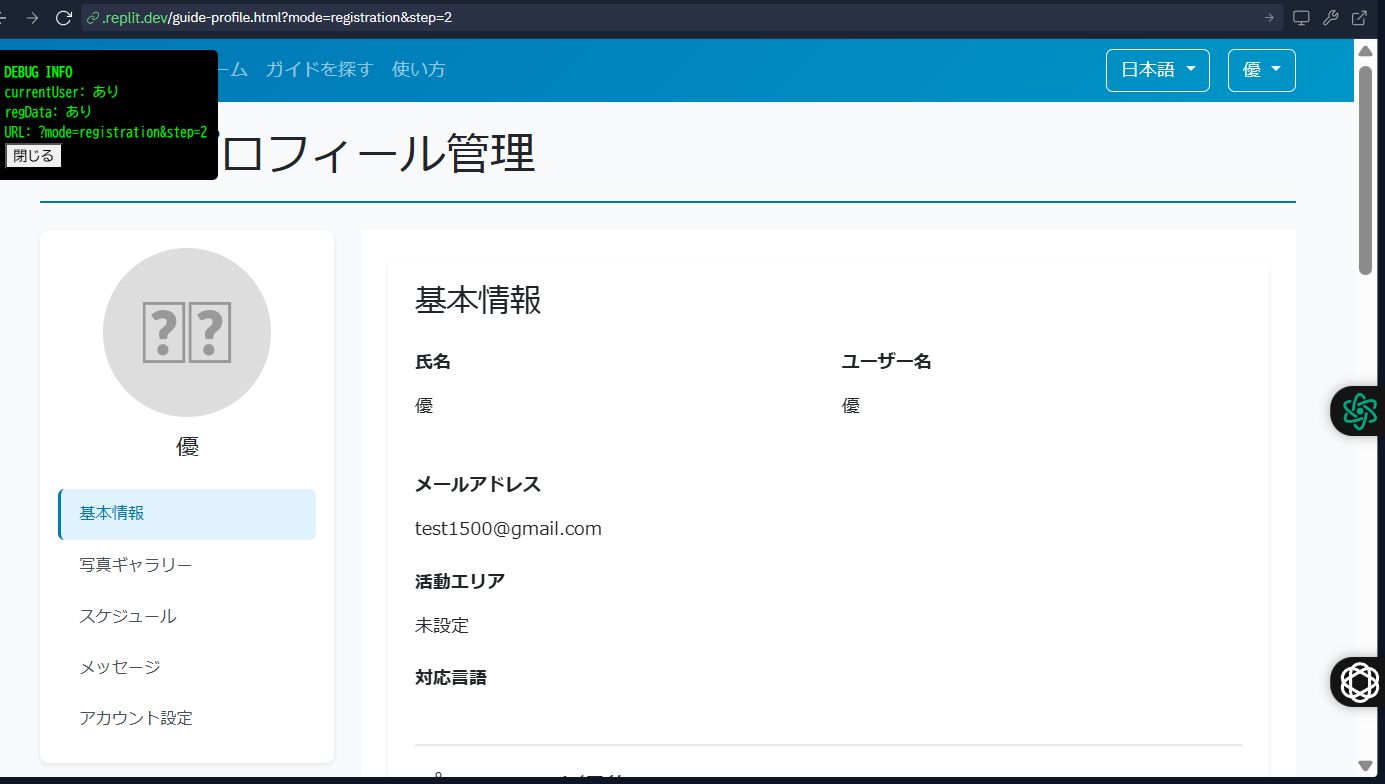 .replit.dev/guide-profile.html?mode=registration&step=2
DEBUG INFO
currentUser: あり
regData: あり
URL: ?mode=registration&step=2
閉じる
ーム ガイドを探す 使い方
日本語
優
ロフィール管理
優
基本情報
写真ギャラリー
スケジュール
メッセージ
アカウント設定
基本情報
氏名
優
ユーザー名
優
メールアドレス
test1500@gmail.com
活動エリア
未設定
対応言語